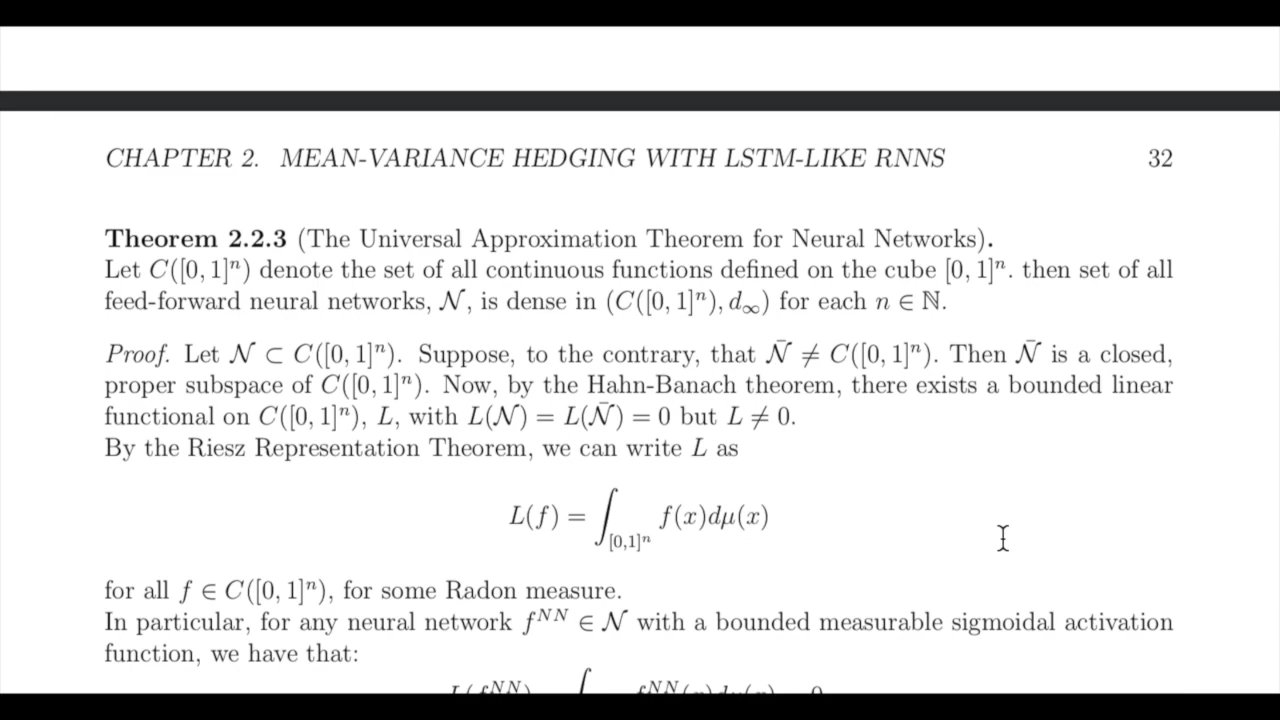 CHAPTER 2. MEAN-VARIANCE HEDGING WITH LSTM-LIKE RNNS 32
Theorem 2.2.3 (The Universal Approximation Theorem for Neural Networks).
Let C([0, 1]ⁿ) denote the set of all continuous functions defined on the cube [0, 1]ⁿ. then set of all
feed-forward neural networks, 𝒩, is dense in (C([0, 1]ⁿ), d∞) for each n ∈ ℕ.
Proof. Let 𝒩 ⊂ C([0, 1]ⁿ). Suppose, to the contrary, that 𝒩̄ ≠ C([0, 1]ⁿ). Then 𝒩̄ is a closed,
proper subspace of C([0, 1]ⁿ). Now, by the Hahn-Banach theorem, there exists a bounded linear
functional on C([0, 1]ⁿ), L, with L(𝒩) = L(𝒩̄) = 0 but L ≠ 0.
By the Riesz Representation Theorem, we can write L as
L(f) = ∫_[0,1]ⁿ f(x)dμ(x)
for all f ∈ C([0, 1]ⁿ), for some Radon measure.
In particular, for any neural network f^NN ∈ 𝒩 with a bounded measurable sigmoidal activation
function, we have that: